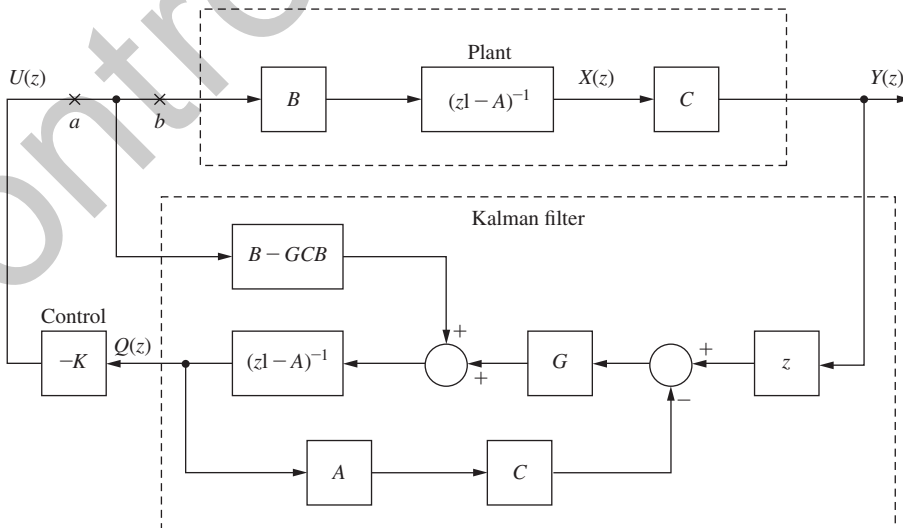 Plant
U(z)
X(z)
Y(z)
a
b
B
(zI − A)⁻¹
C
Kalman filter
B − GCB
Control
−K
Q(z)
(zI − A)⁻¹
+
+
G
+
−
z
A
C